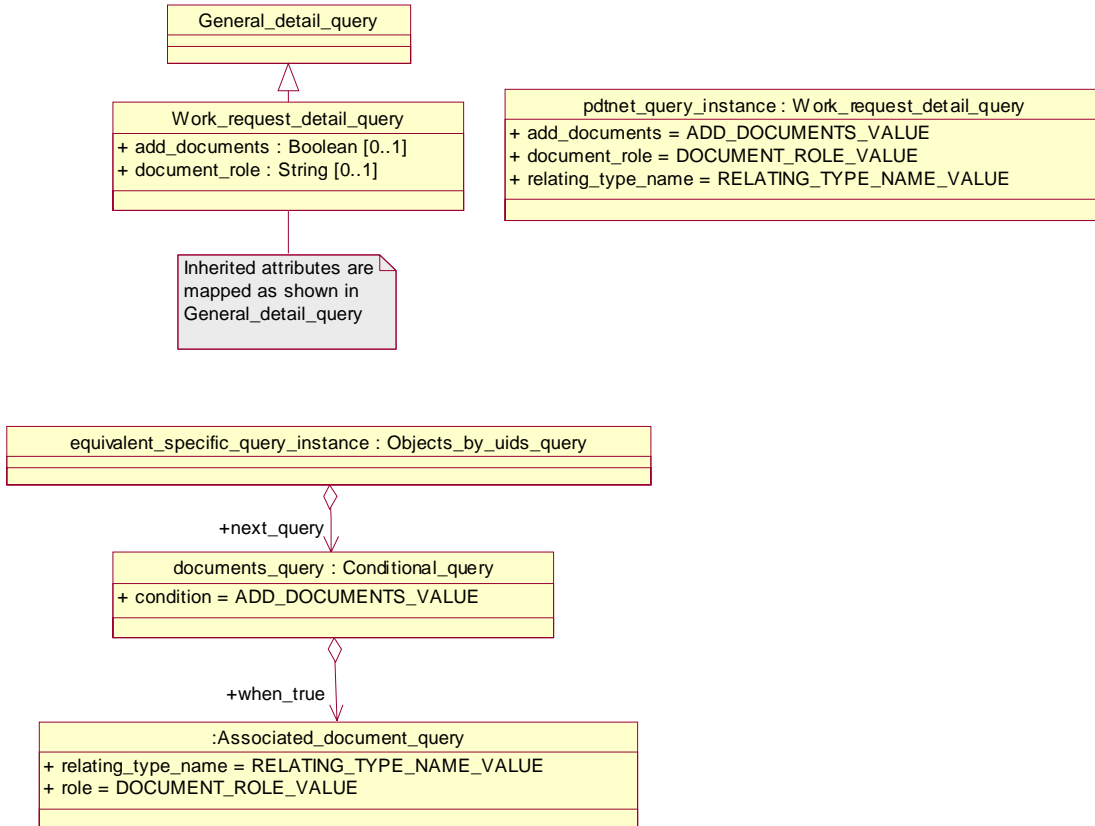 General_detail_query
Work_request_detail_query
+ add_documents : Boolean [0..1]
+ document_role : String [0..1]
pdtnet_query_instance : Work_request_detail_query
+ add_documents = ADD_DOCUMENTS_VALUE
+ document_role = DOCUMENT_ROLE_VALUE
+ relating_type_name = RELATING_TYPE_NAME_VALUE
Inherited attributes are
mapped as shown in
General_detail_query
equivalent_specific_query_instance : Objects_by_uids_query
+next_query
documents_query : Conditional_query
+ condition = ADD_DOCUMENTS_VALUE
+when_true
:Associated_document_query
+ relating_type_name = RELATING_TYPE_NAME_VALUE
+ role = DOCUMENT_ROLE_VALUE